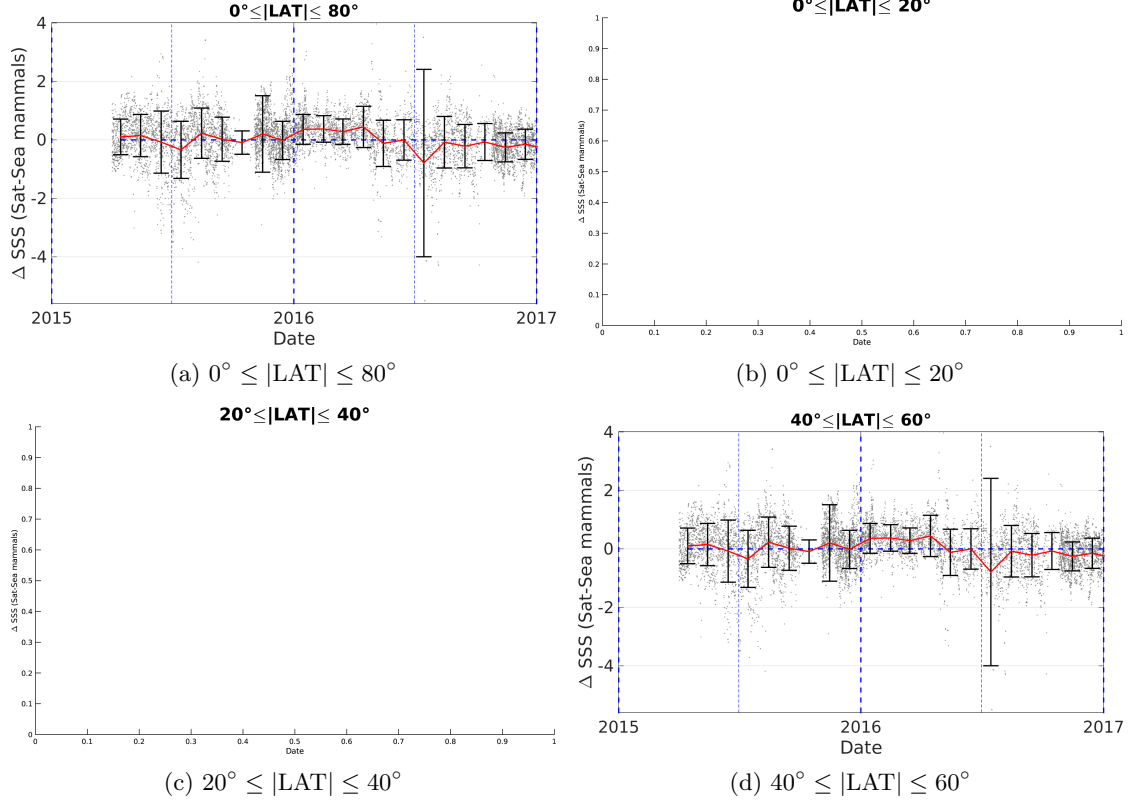 0°≤|LAT|≤ 80°
4
2
0
-2
-4
Δ SSS (Sat-Sea mammals)
2015
2016
2017
Date
(a) 0° ≤ |LAT| ≤ 80°
0°≤|LAT|≤ 20°
1
0.9
0.8
0.7
0.6
0.5
0.4
0.3
0.2
0.1
0
Δ SSS (Sat-Sea mammals)
0 0.1 0.2 0.3 0.4 0.5 0.6 0.7 0.8 0.9 1
Date
(b) 0° ≤ |LAT| ≤ 20°
20°≤|LAT|≤ 40°
1
0.9
0.8
0.7
0.6
0.5
0.4
0.3
0.2
0.1
0
Δ SSS (Sat-Sea mammals)
0 0.1 0.2 0.3 0.4 0.5 0.6 0.7 0.8 0.9 1
Date
(c) 20° ≤ |LAT| ≤ 40°
40°≤|LAT|≤ 60°
4
2
0
-2
-4
Δ SSS (Sat-Sea mammals)
2015
2016
2017
Date
(d) 40° ≤ |LAT| ≤ 60°